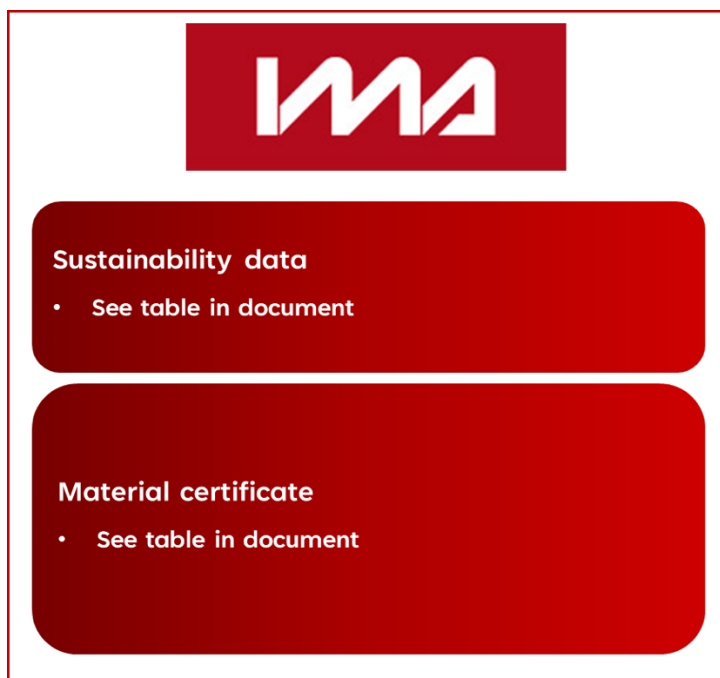 IMA
Sustainability data
• See table in document
Material certificate
• See table in document